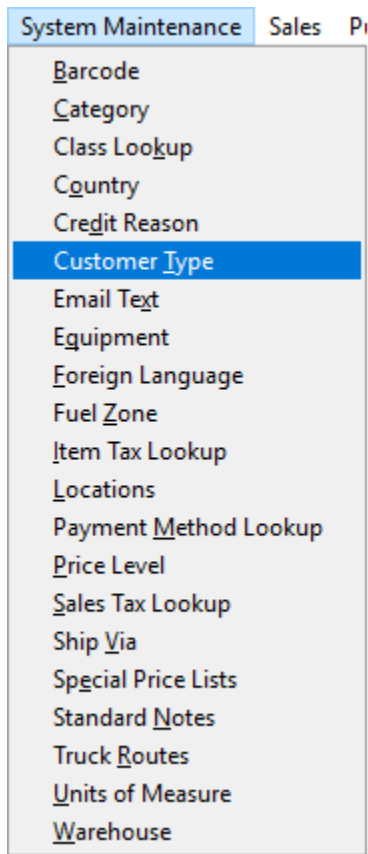 System Maintenance Sales
Barcode
Category
Class Lookup
Country
Credit Reason
Customer Type
Email Text
Equipment
Foreign Language
Fuel Zone
Item Tax Lookup
Locations
Payment Method Lookup
Price Level
Sales Tax Lookup
Ship Via
Special Price Lists
Standard Notes
Truck Routes
Units of Measure
Warehouse